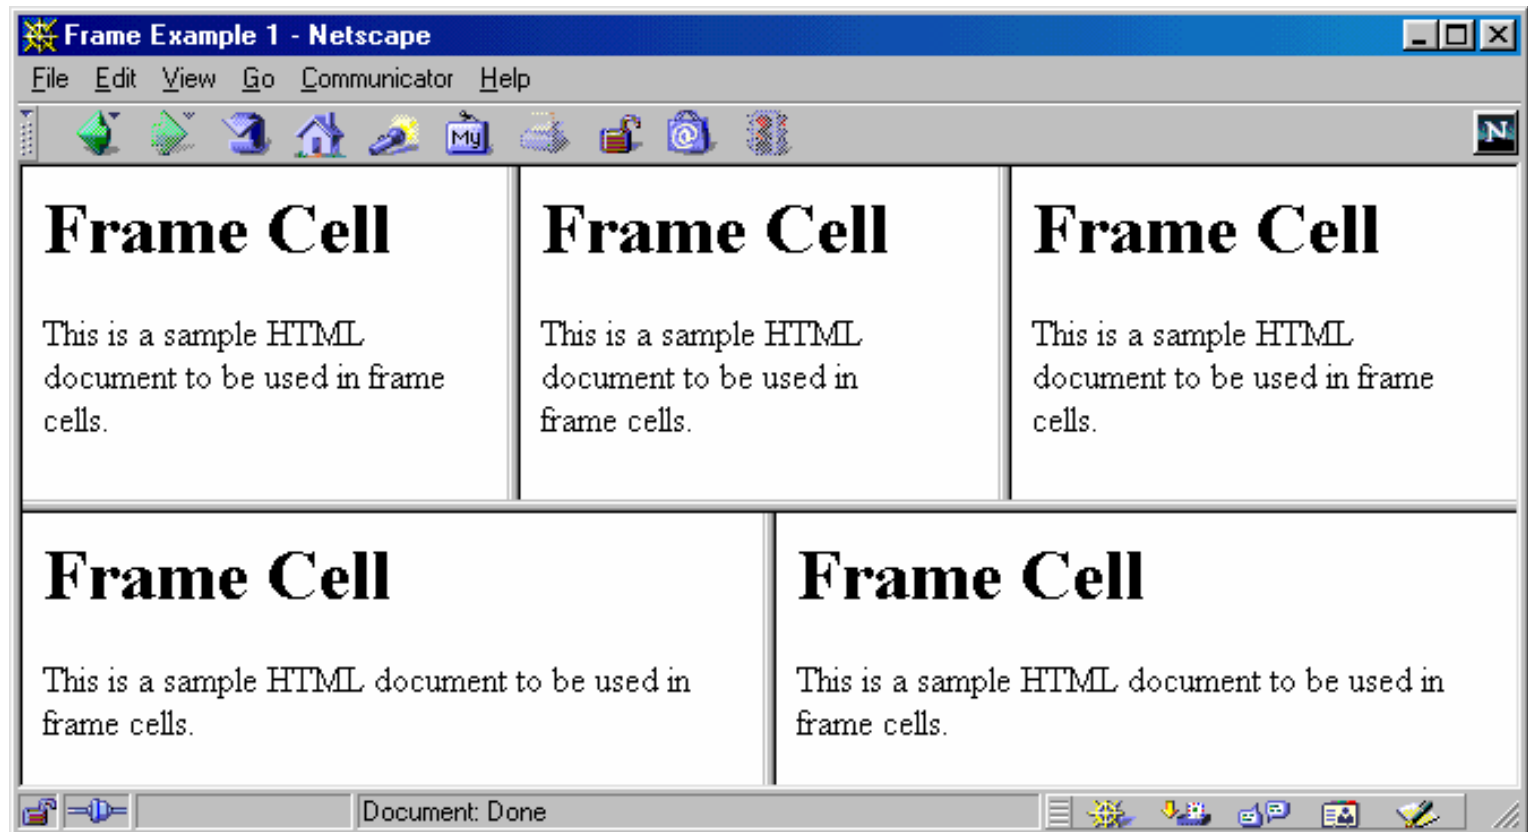 Frame Example 1 - Netscape
File Edit View Go Communicator Help
My
@
N
Frame Cell
This is a sample HTML
document to be used in frame
cells.
Frame Cell
This is a sample HTML
document to be used in
frame cells.
Frame Cell
This is a sample HTML
document to be used in frame
cells.
Frame Cell
This is a sample HTML document to be used in
frame cells.
Frame Cell
This is a sample HTML document to be used in
frame cells.
Document: Done